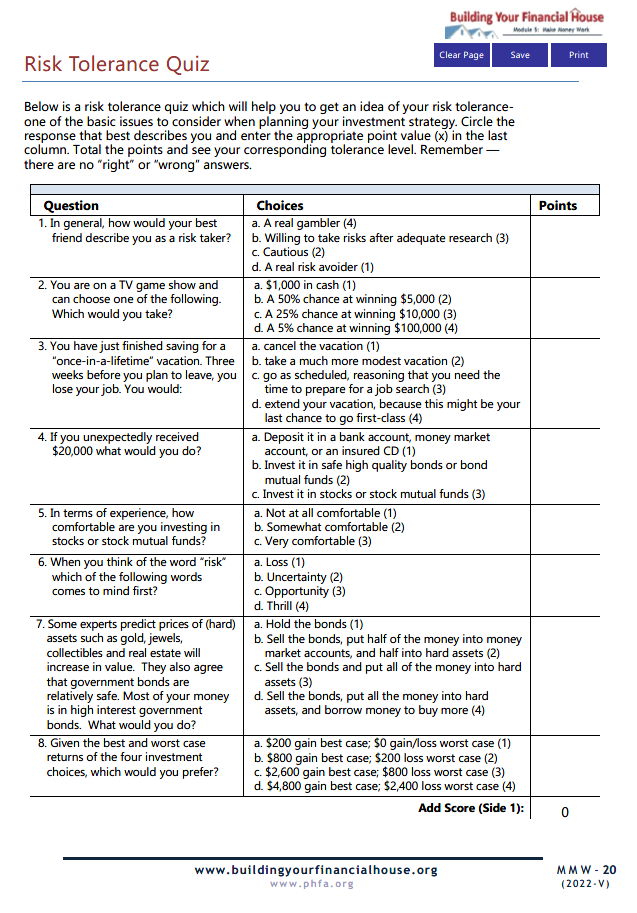 Building Your Financial House
Module 5: Make Money Work
Clear Page Save Print
Risk Tolerance Quiz
Below is a risk tolerance quiz which will help you to get an idea of your risk tolerance-
one of the basic issues to consider when planning your investment strategy. Circle the
response that best describes you and enter the appropriate point value (x) in the last
column. Total the points and see your corresponding tolerance level. Remember —
there are no “right” or “wrong” answers.
Question Choices Points
1. In general, how would your best
friend describe you as a risk taker?
a. A real gambler (4)
b. Willing to take risks after adequate research (3)
c. Cautious (2)
d. A real risk avoider (1)
2. You are on a TV game show and
can choose one of the following.
Which would you take?
a. $1,000 in cash (1)
b. A 50% chance at winning $5,000 (2)
c. A 25% chance at winning $10,000 (3)
d. A 5% chance at winning $100,000 (4)
3. You have just finished saving for a
“once-in-a-lifetime” vacation. Three
weeks before you plan to leave, you
lose your job. You would:
a. cancel the vacation (1)
b. take a much more modest vacation (2)
c. go as scheduled, reasoning that you need the
time to prepare for a job search (3)
d. extend your vacation, because this might be your
last chance to go first-class (4)
4. If you unexpectedly received
$20,000 what would you do?
a. Deposit it in a bank account, money market
account, or an insured CD (1)
b. Invest it in safe high quality bonds or bond
mutual funds (2)
c. Invest it in stocks or stock mutual funds (3)
5. In terms of experience, how
comfortable are you investing in
stocks or stock mutual funds?
a. Not at all comfortable (1)
b. Somewhat comfortable (2)
c. Very comfortable (3)
6. When you think of the word “risk”
which of the following words
comes to mind first?
a. Loss (1)
b. Uncertainty (2)
c. Opportunity (3)
d. Thrill (4)
7. Some experts predict prices of (hard)
assets such as gold, jewels,
collectibles and real estate will
increase in value. They also agree
that government bonds are
relatively safe. Most of your money
is in high interest government
bonds. What would you do?
a. Hold the bonds (1)
b. Sell the bonds, put half of the money into money
market accounts, and half into hard assets (2)
c. Sell the bonds and put all of the money into hard
assets (3)
d. Sell the bonds, put all the money into hard
assets, and borrow money to buy more (4)
8. Given the best and worst case
returns of the four investment
choices, which would you prefer?
a. $200 gain best case; $0 gain/loss worst case (1)
b. $800 gain best case; $200 loss worst case (2)
c. $2,600 gain best case; $800 loss worst case (3)
d. $4,800 gain best case; $2,400 loss worst case (4)
Add Score (Side 1): 0
www.buildingyourfinancialhouse.org
www.phfa.org
MMW - 20
(2022-V)